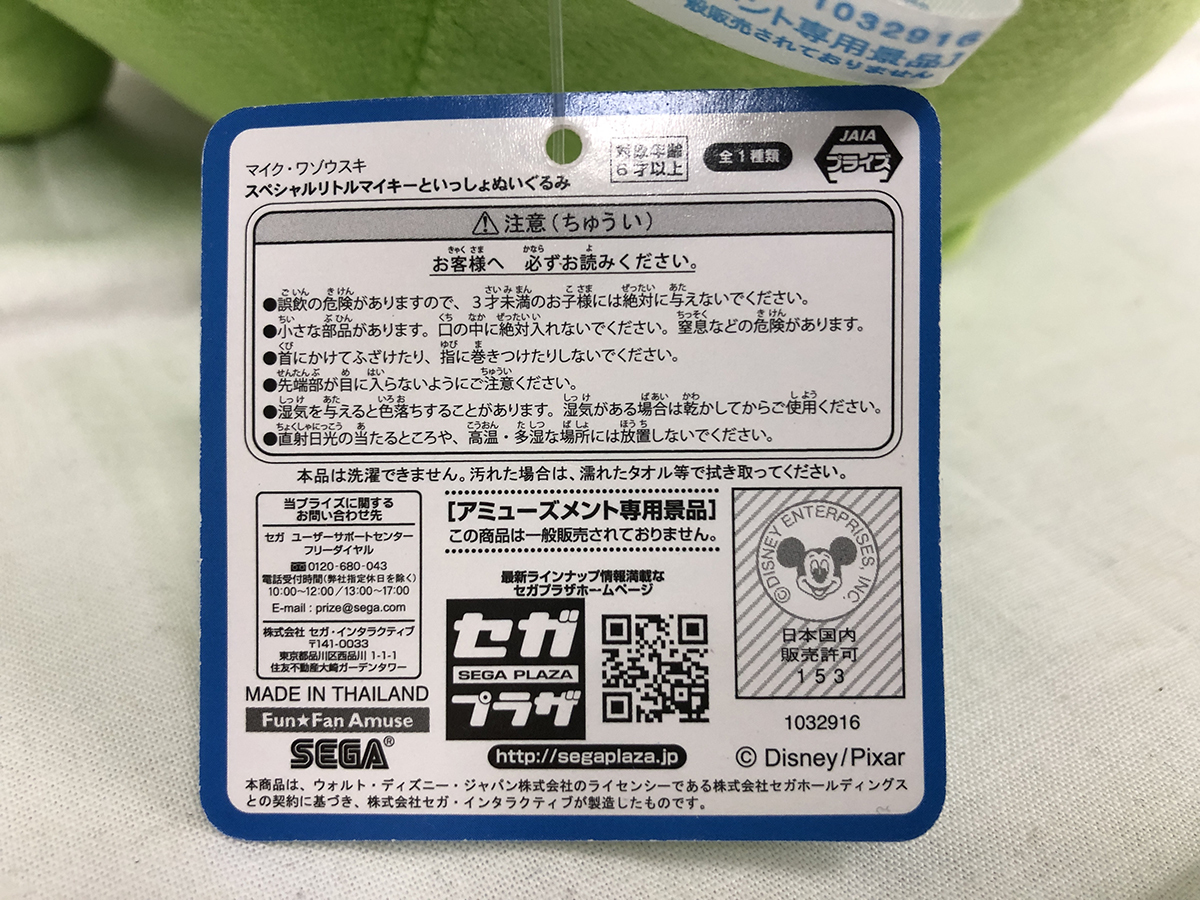 1032916
メント専用景品]
般販売されておりません
マイク・ワゾウスキ
スペシャルリトルマイキーといっしょぬいぐるみ
対象年齢
6才以上
全1種類
JAIA
プライズ
注意(ちゅうい)
お客様へ 必ずお読みください。
●誤飲の危険がありますので、3才未満のお子様には絶対に与えないでください。
●小さな部品があります。口の中に絶対入れないでください。窒息などの危険があります。
●首にかけてふざけたり、指に巻きつけたりしないでください。
●先端部が目に入らないようにご注意ください。
●湿気を与えると色落ちすることがあります。湿気がある場合は乾かしてからご使用ください。
●直射日光の当たるところや、高温・多湿な場所には放置しないでください。
本品は洗濯できません。汚れた場合は、濡れたタオル等で拭き取ってください。
当プライズに関する
お問い合わせ先
セガ ユーザーサポートセンター
フリーダイヤル
0120-680-043
電話受付時間(弊社指定休日を除く)
10:00~12:00/13:00~17:00
E-mail : prize@sega.com
株式会社 セガ・インタラクティブ
〒141-0033
東京都品川区西品川 1-1-1
住友不動産大崎ガーデンタワー
MADE IN THAILAND
Fun★Fan Amuse
SEGA®
[アミューズメント専用景品]
この商品は一般販売されておりません。
最新ラインナップ情報満載な
セガプラザホームページ
セガ
SEGA PLAZA
プラザ
http://segaplaza.jp
©DISNEY ENTERPRISES, INC.
日本国内
販売許可
153
1032916
© Disney/Pixar
本商品は、ウォルト・ディズニー・ジャパン株式会社のライセンシーである株式会社セガホールディングス
との契約に基づき、株式会社セガ・インタラクティブが製造したものです。